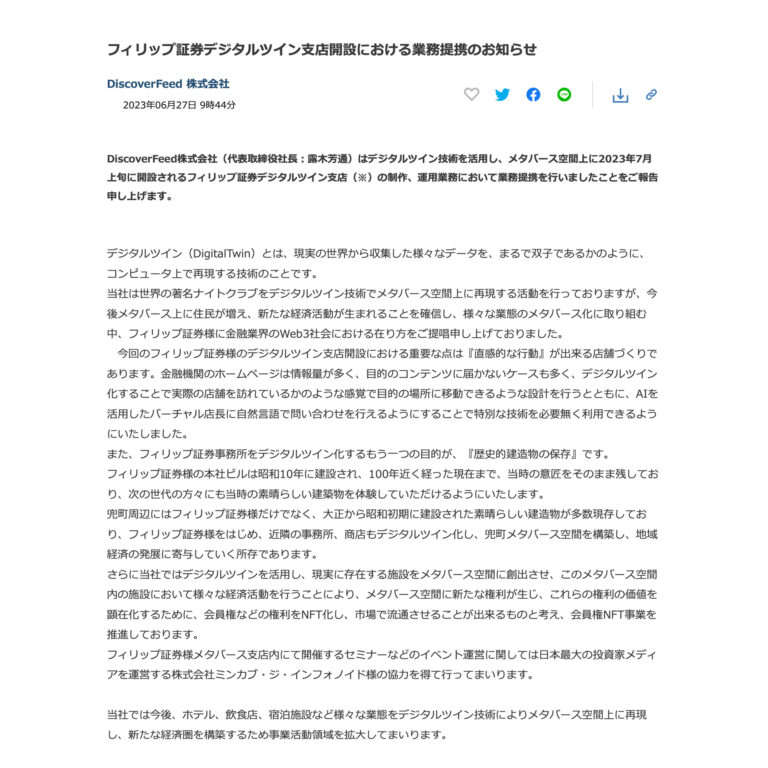 フィリップ証券デジタルツイン支店開設における業務提携のお知らせ
DiscoverFeed 株式会社
2023年06月27日 9時44分
DiscoverFeed株式会社（代表取締役社長：露木芳通）はデジタルツイン技術を活用し、メタバース空間上に2023年7月
上旬に開設されるフィリップ証券デジタルツイン支店（※）の制作、運用業務において業務提携を行いましたことをご報告
申し上げます。
デジタルツイン（DigitalTwin）とは、現実の世界から収集した様々なデータを、まるで双子であるかのように、
コンピュータ上で再現する技術のことです。
当社は世界の著名ナイトクラブをデジタルツイン技術でメタバース空間上に再現する活動を行っておりますが、今
後メタバース上に住民が増え、新たな経済活動が生まれることを確信し、様々な業態のメタバース化に取り組む
中、フィリップ証券様に金融業界のWeb3社会における在り方をご提唱申し上げておりました。
　今回のフィリップ証券様のデジタルツイン支店開設における重要な点は『直感的な行動』が出来る店舗づくりで
あります。金融機関のホームページは情報量が多く、目的のコンテンツに届かないケースも多く、デジタルツイン
化することで実際の店舗を訪れているかのような感覚で目的の場所に移動できるような設計を行うとともに、AIを
活用したバーチャル店長に自然言語で問い合わせを行えるようにすることで特別な技術を必要無く利用できるよう
にいたしました。
また、フィリップ証券事務所をデジタルツイン化するもう一つの目的が、『歴史的建造物の保存』です。
フィリップ証券様の本社ビルは昭和10年に建設され、100年近く経った現在まで、当時の意匠をそのまま残してお
り、次の世代の方々にも当時の素晴らしい建築物を体験していただけるようにいたします。
兜町周辺にはフィリップ証券様だけでなく、大正から昭和初期に建設された素晴らしい建造物が多数現存してお
り、フィリップ証券様をはじめ、近隣の事務所、商店もデジタルツイン化し、兜町メタバース空間を構築し、地域
経済の発展に寄与していく所存であります。
さらに当社ではデジタルツインを活用し、現実に存在する施設をメタバース空間に創出させ、このメタバース空間
内の施設において様々な経済活動を行うことにより、メタバース空間に新たな権利が生じ、これらの権利の価値を
顕在化するために、会員権などの権利をNFT化し、市場で流通させることが出来るものと考え、会員権NFT事業を
推進しております。
フィリップ証券様メタバース支店内にて開催するセミナーなどのイベント運営に関しては日本最大の投資家メディ
アを運営する株式会社ミンカブ・ジ・インフォノイド様の協力を得て行ってまいります。
当社では今後、ホテル、飲食店、宿泊施設など様々な業態をデジタルツイン技術によりメタバース空間上に再現
し、新たな経済圏を構築するため事業活動領域を拡大してまいります。